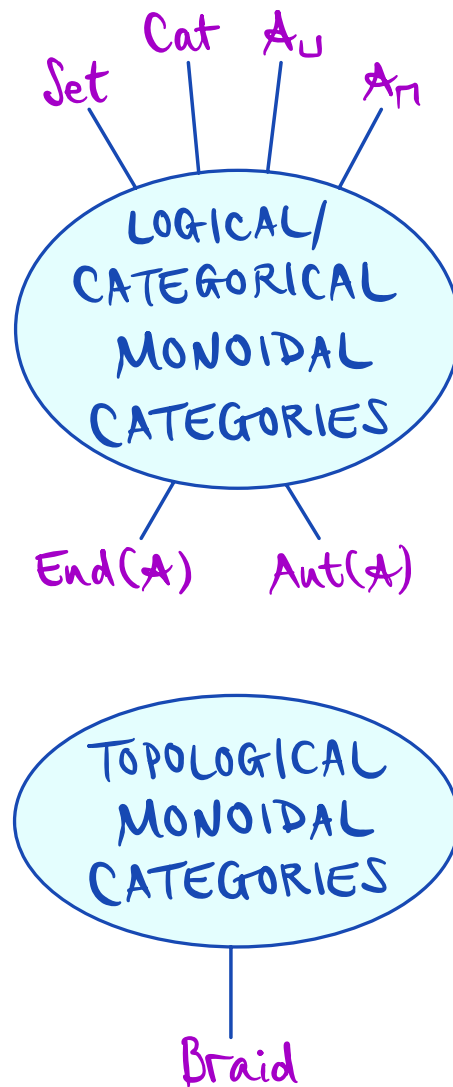 Set Cat 𝔸⊔ 𝔸⊓
LOGICAL/
CATEGORICAL
MONOIDAL
CATEGORIES
End(𝔸) Aut(𝔸)
TOPOLOGICAL
MONOIDAL
CATEGORIES
Braid